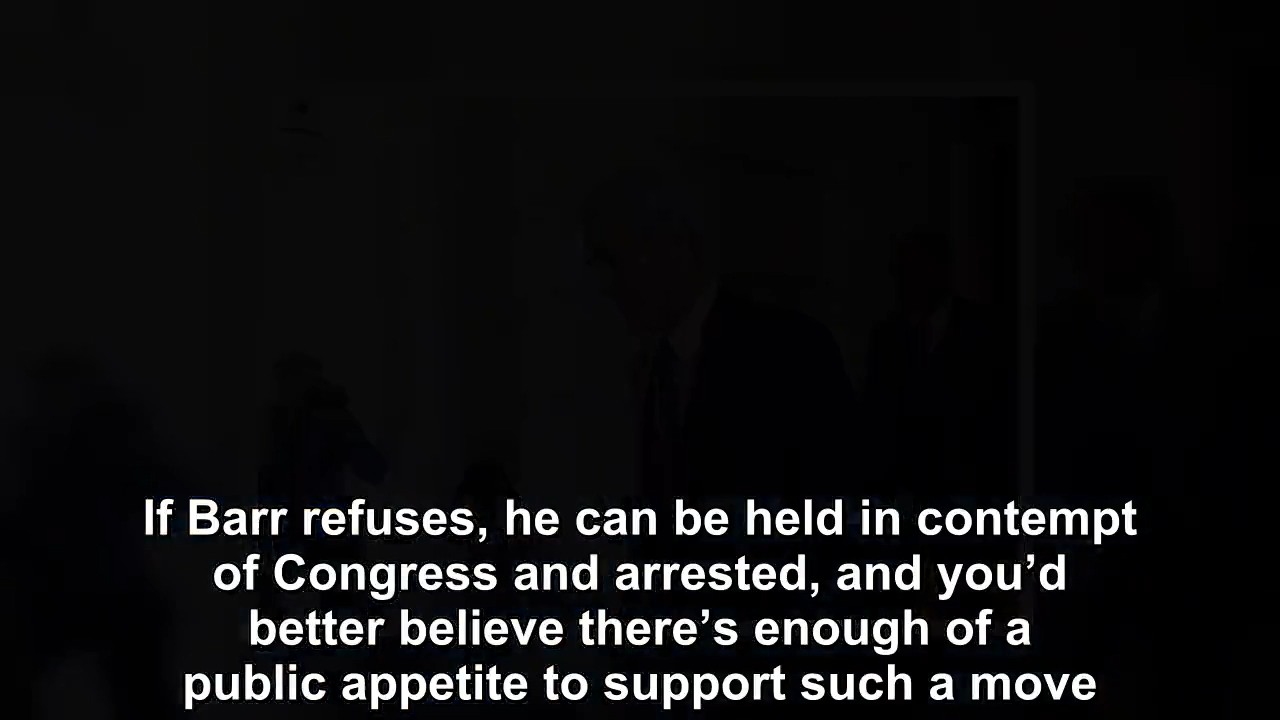 If Barr refuses, he can be held in contempt
of Congress and arrested, and you’d
better believe there’s enough of a
public appetite to support such a move